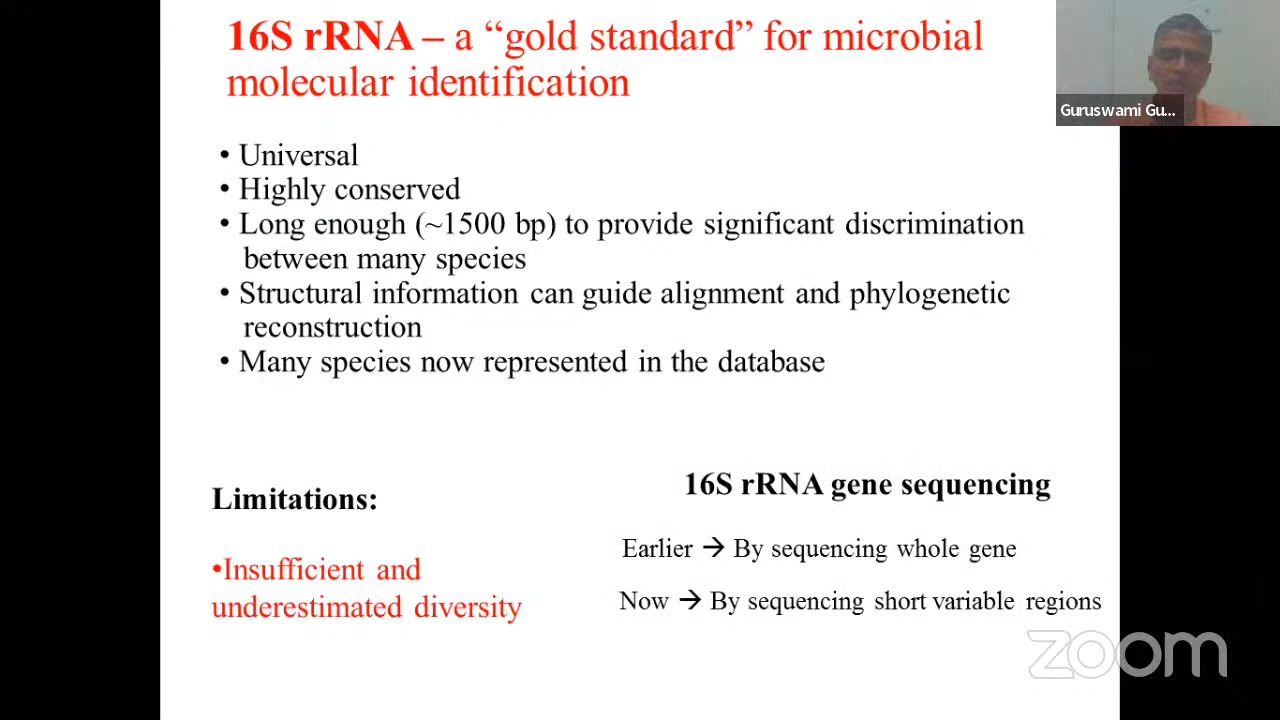 16S rRNA – a “gold standard” for microbial
molecular identification
Guruswami Gu...
• Universal
• Highly conserved
• Long enough (~1500 bp) to provide significant discrimination
between many species
• Structural information can guide alignment and phylogenetic
reconstruction
• Many species now represented in the database
Limitations:
•Insufficient and
underestimated diversity
16S rRNA gene sequencing
Earlier → By sequencing whole gene
Now → By sequencing short variable regions
zoom